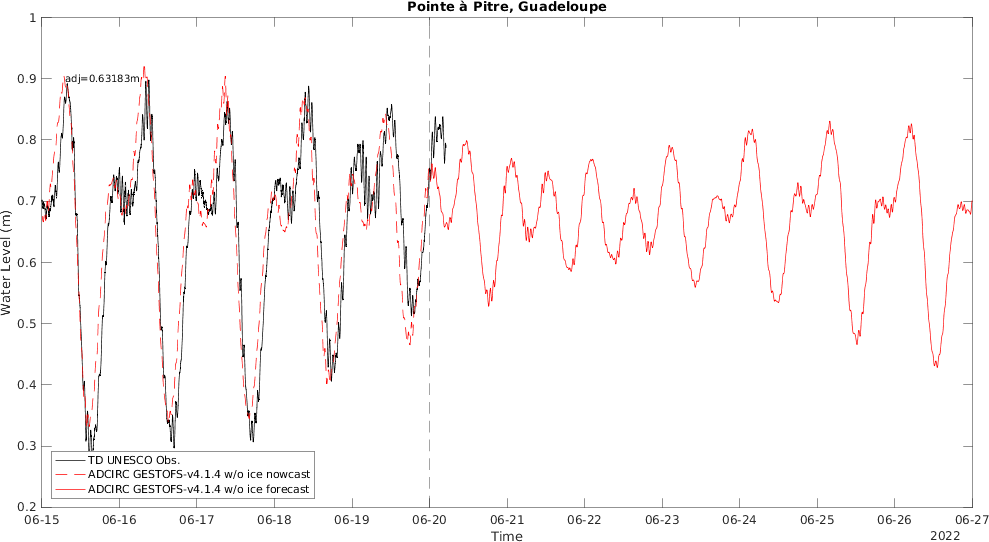 Pointe à Pitre, Guadeloupe
1
0.9
adj=0.63183m
0.8
0.7
0.6
0.5
0.4
0.3
0.2
Water Level (m)
TD UNESCO Obs.
ADCIRC GESTOFS-v4.1.4 w/o ice nowcast
ADCIRC GESTOFS-v4.1.4 w/o ice forecast
06-15 06-16 06-17 06-18 06-19 06-20 06-21 06-22 06-23 06-24 06-25 06-26 06-27
Time
2022